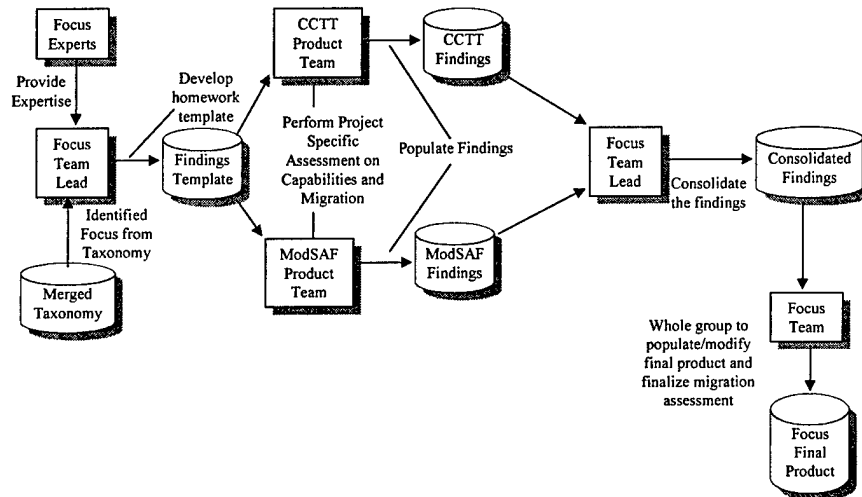 Focus
Experts
Provide
Expertise
Focus
Team
Lead
Identified
Focus from
Taxonomy
Merged
Taxonomy
Develop
homework
template
Findings
Template
CCTT
Product
Team
Perform Project
Specific
Assessment on
Capabilities and
Migration
ModSAF
Product
Team
CCTT
Findings
Populate Findings
ModSAF
Findings
Focus
Team
Lead
Consolidate
the findings
Consolidated
Findings
Focus
Team
Whole group to
populate/modify
final product and
finalize migration
assessment
Focus
Final
Product